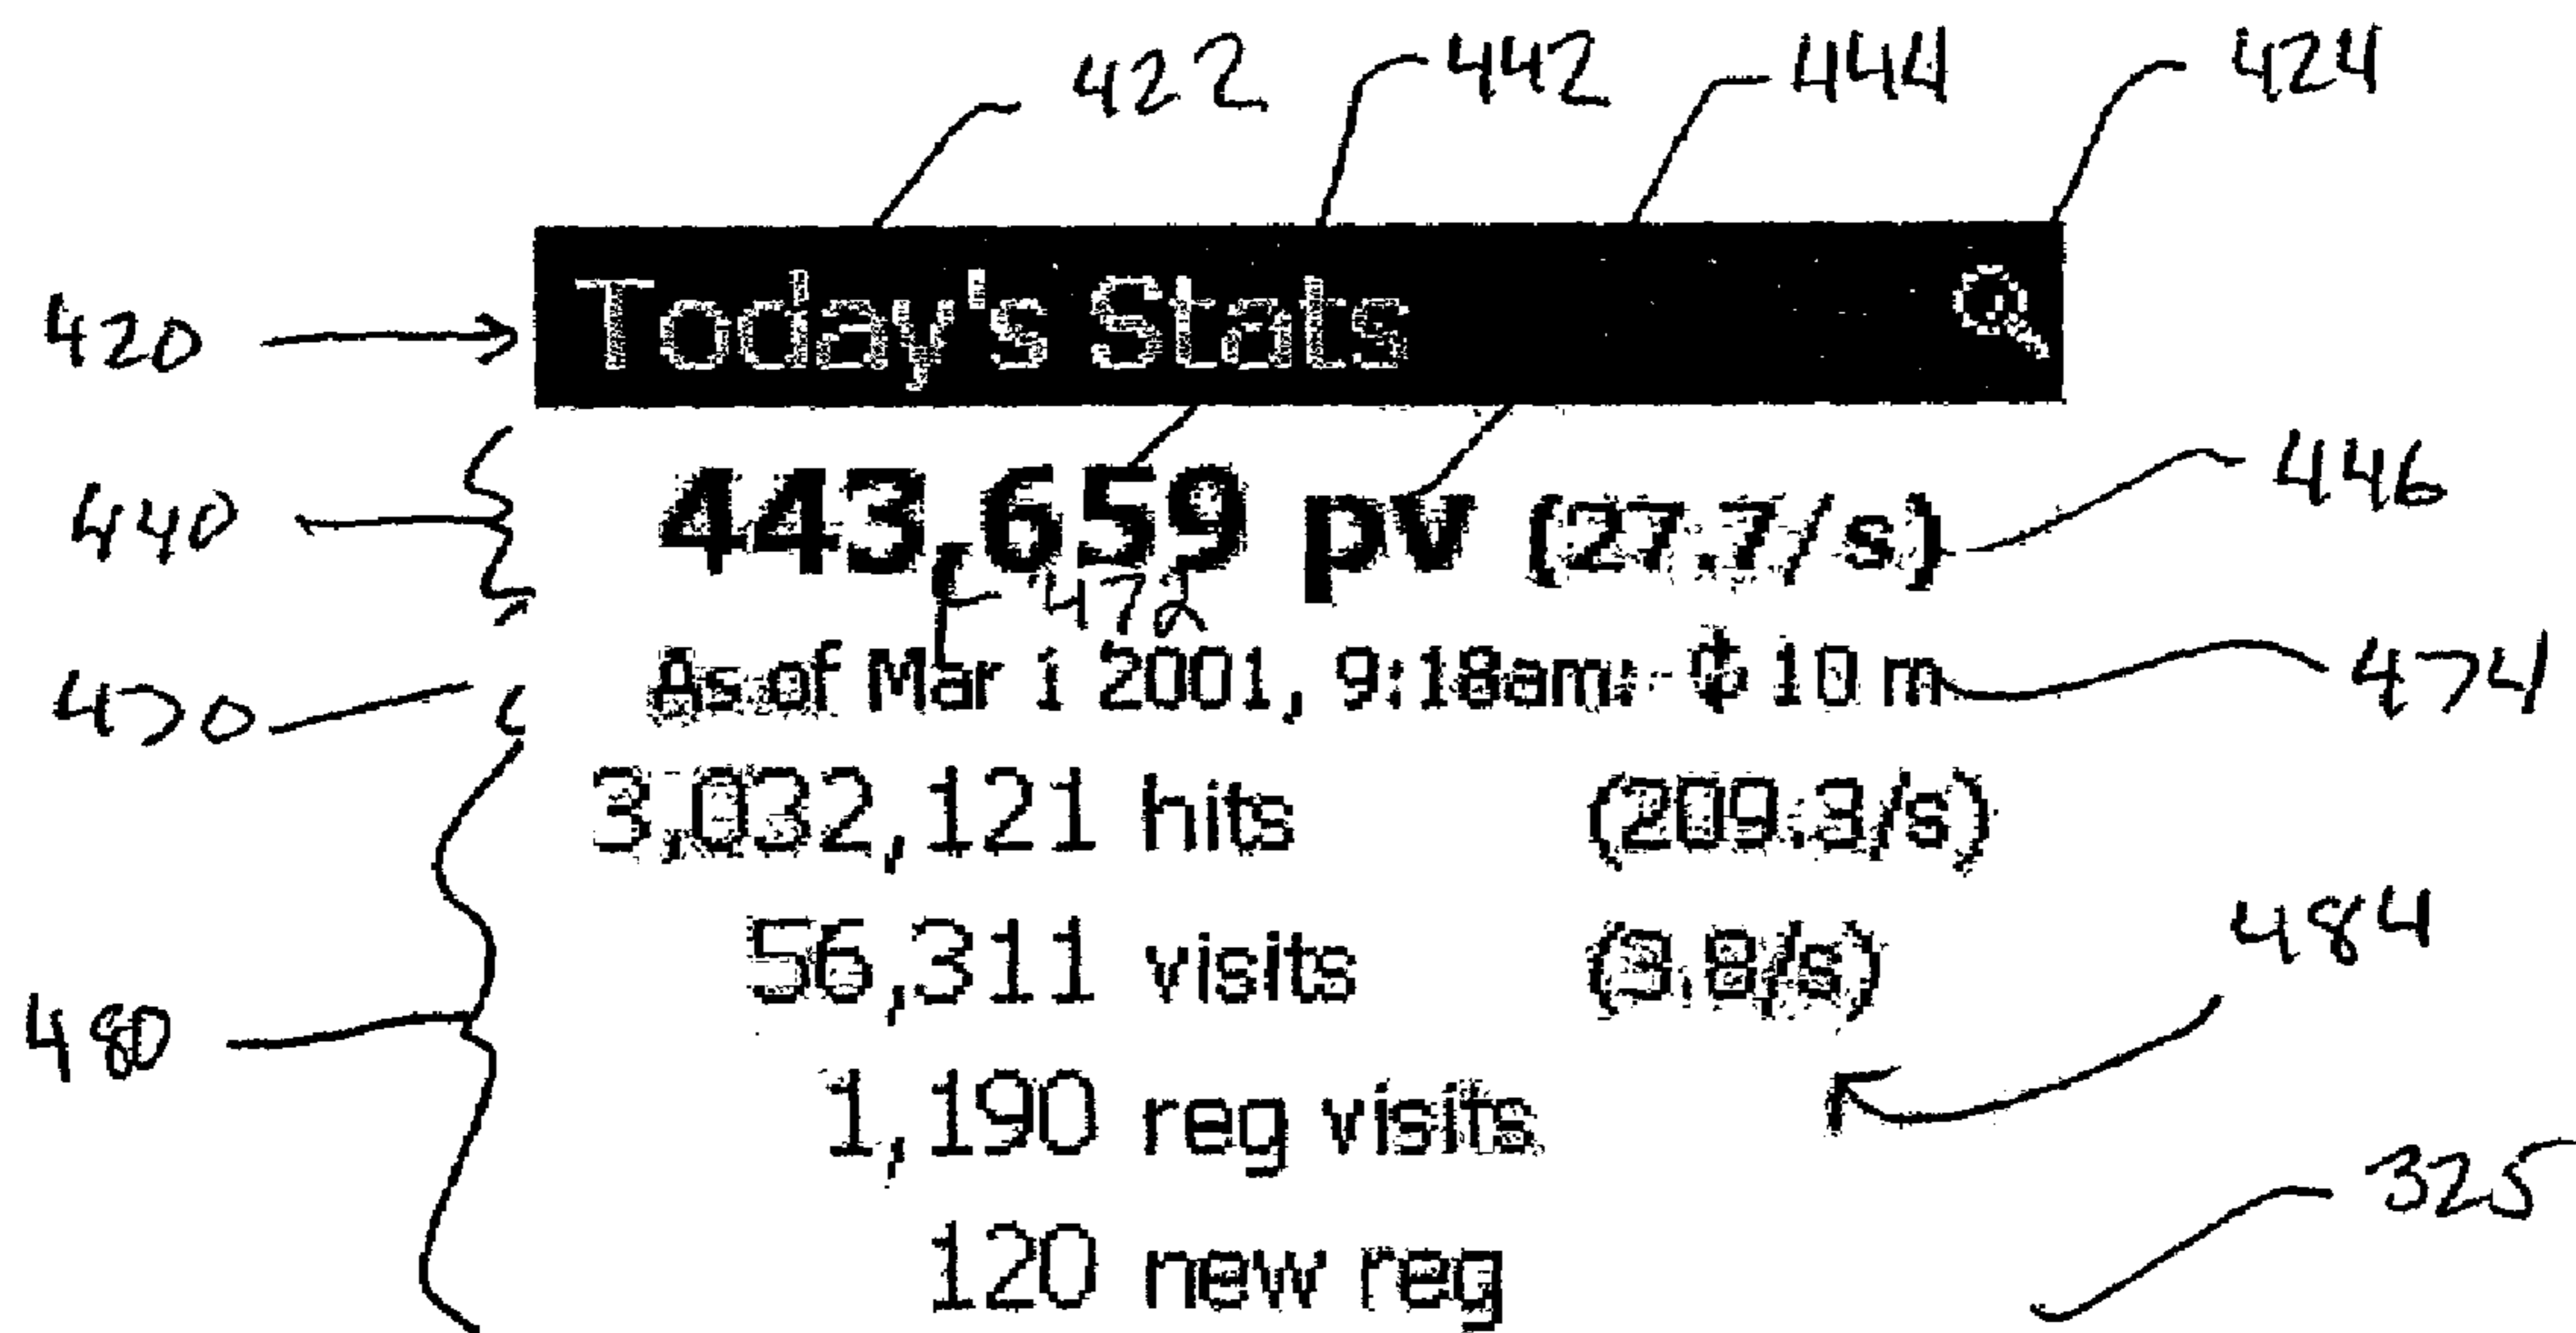 422 442 444 424
420 Today's Stats
440 443,659 pv (27.7/s) 446
472
470 As of Mar 1 2001, 9:18am: 10 m 474
3,032,121 hits (209.3/s)
56,311 visits (3.8/s) 484
480
1,190 reg visits
325
120 new reg